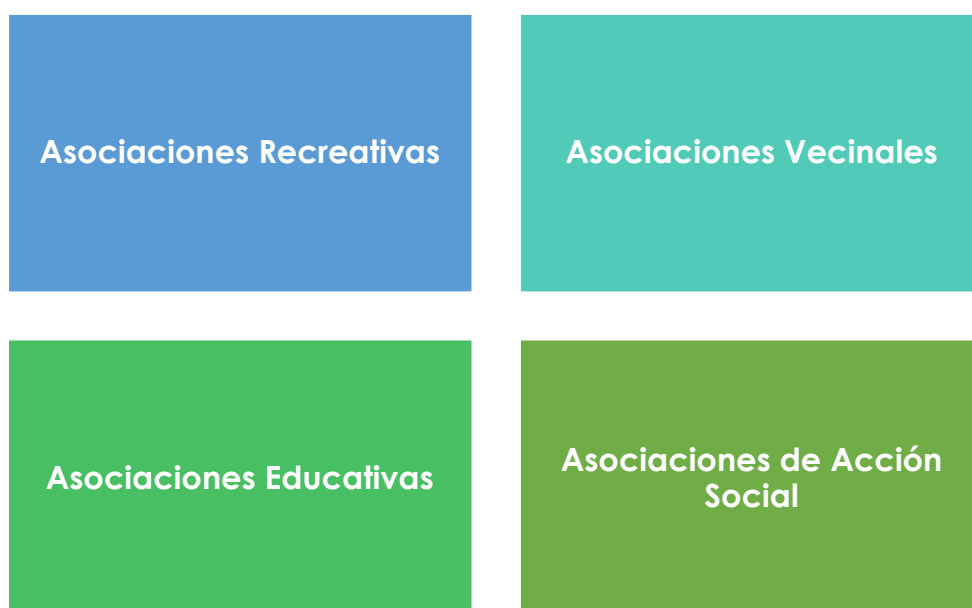 Asociaciones Recreativas
Asociaciones Vecinales
Asociaciones Educativas
Asociaciones de Acción
Social